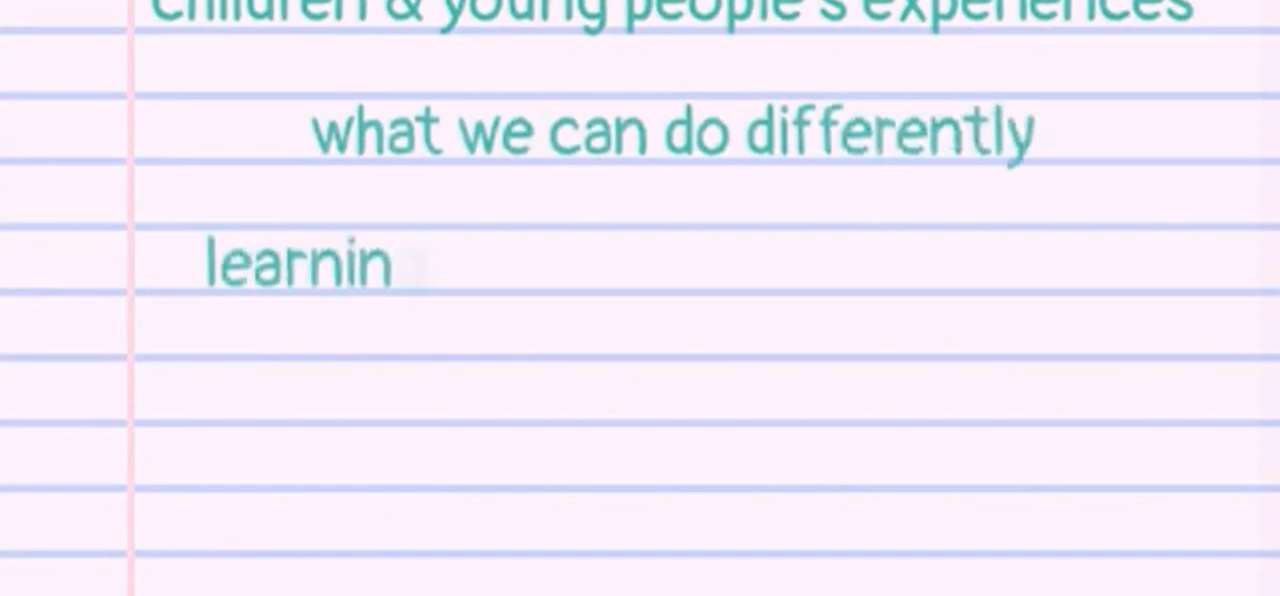 children & young people's experiences
what we can do differently
learnin